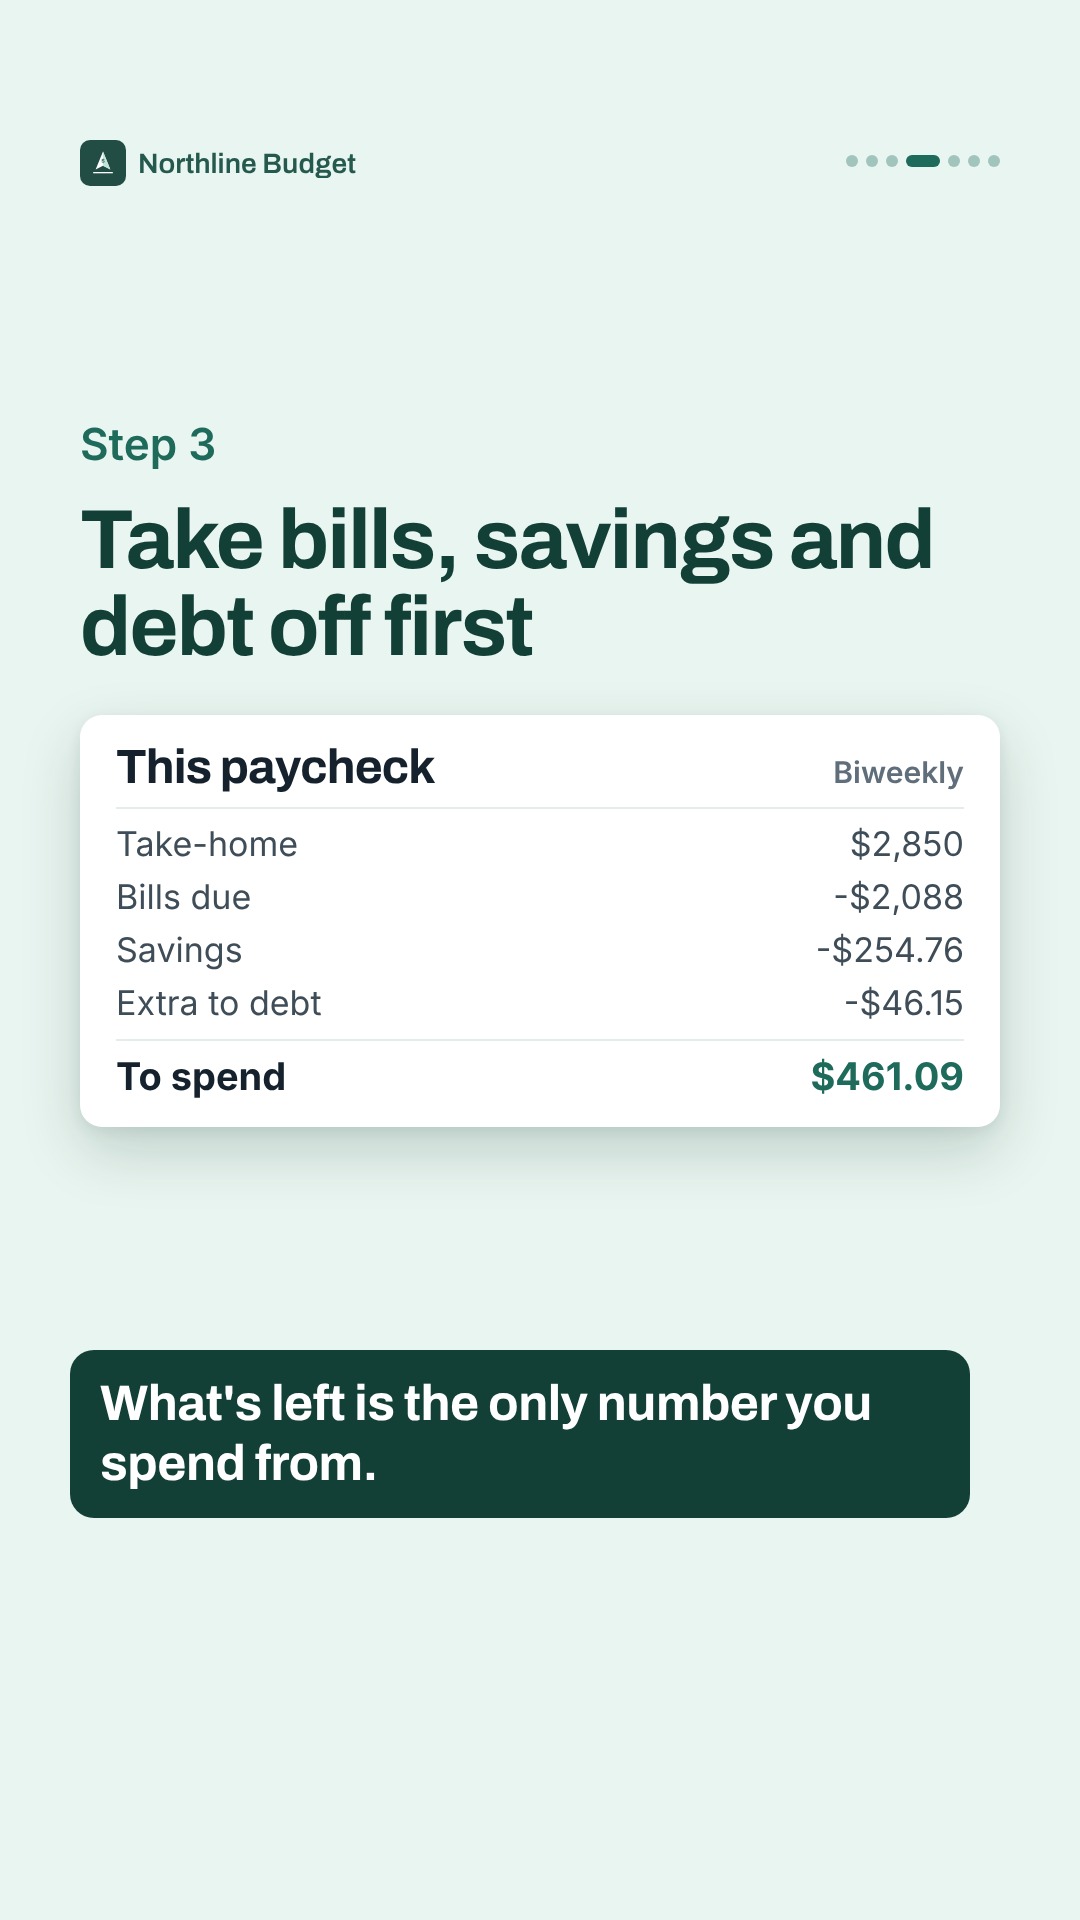 Northline Budget
Step 3
Take bills, savings and
debt off first
This paycheck Biweekly
Take-home $2,850
Bills due -$2,088
Savings -$254.76
Extra to debt -$46.15
To spend $461.09
What's left is the only number you
spend from.